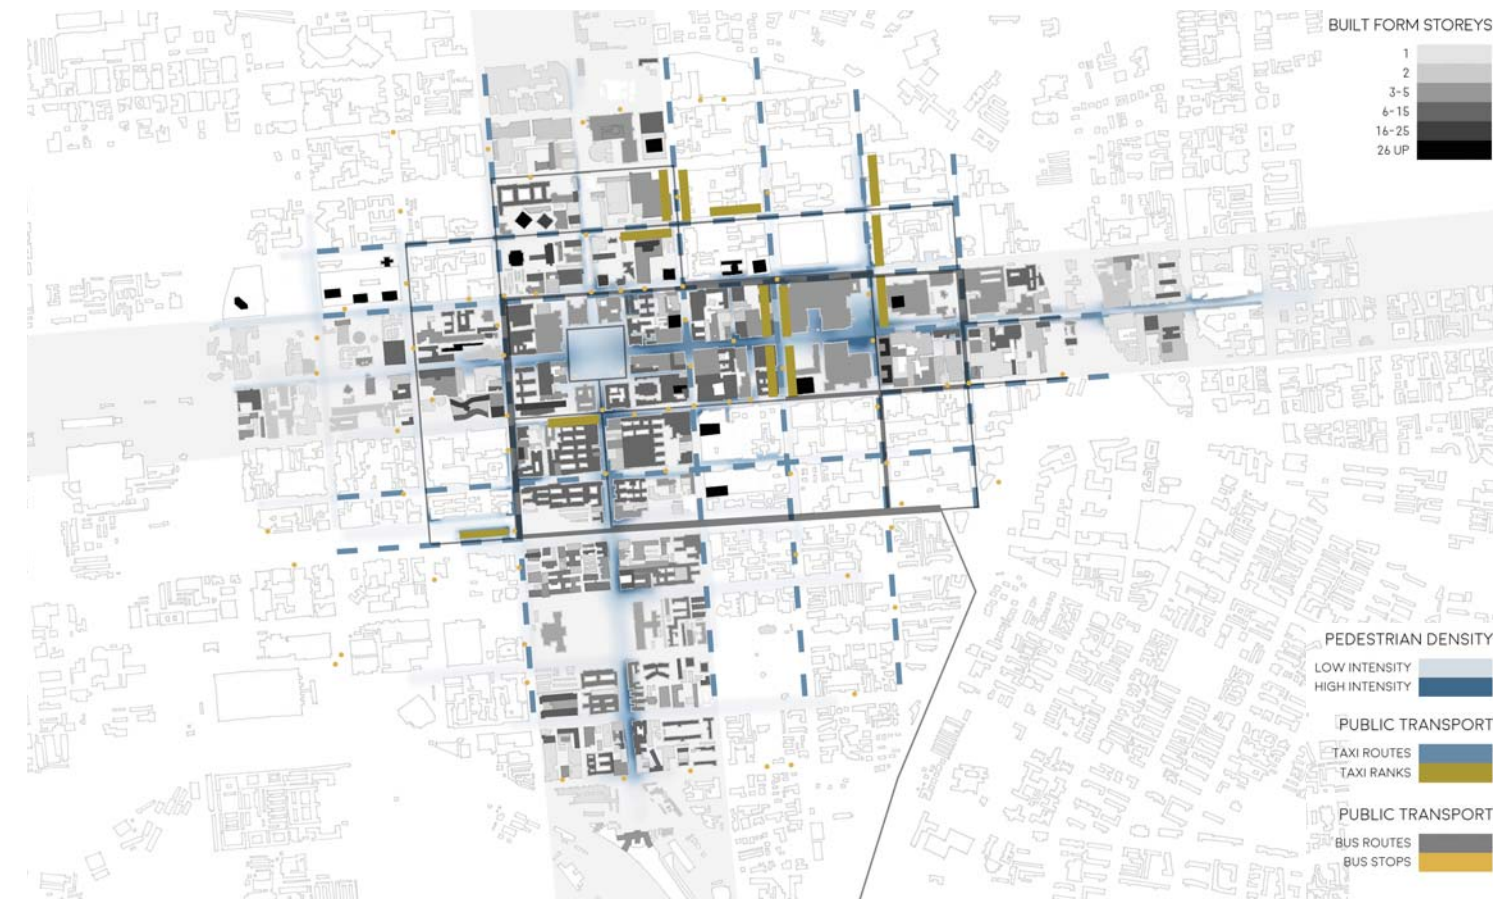 BUILT FORM STOREYS
1
2
3-5
6-15
16-25
26 UP
PEDESTRIAN DENSITY
LOW INTENSITY
HIGH INTENSITY
PUBLIC TRANSPORT
TAXI ROUTES
TAXI RANKS
PUBLIC TRANSPORT
BUS ROUTES
BUS STOPS